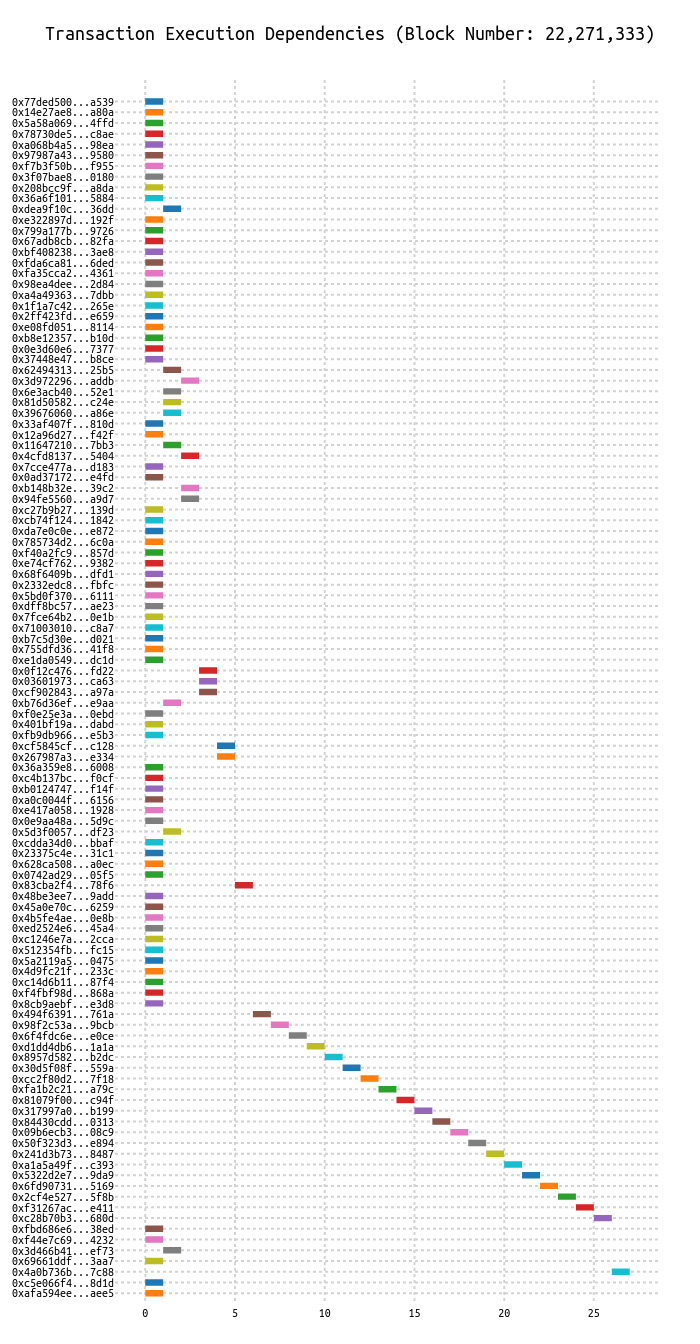 Transaction Execution Dependencies (Block Number: 22,271,333)
0x77ded500...a539
0x14e27ae8...a80a
0x5a58a069...4ffd
0x78730de5...c8ae
0xa068b4a5...98ea
0x97987a43...9580
0xf7b3f50b...f955
0x3f07bae8...0180
0x208bcc9f...a8da
0x36a6f101...5884
0xdea9f10c...36dd
0xe322897d...192f
0x799a177b...9726
0x67adb8cb...82fa
0xbf408238...3ae8
0xfda6ca81...6ded
0xfa35cca2...4361
0x98ea4dee...2d84
0xa4a49363...7dbb
0x1f1a7c42...265e
0x2ff423fd...e659
0xe08fd051...8114
0xb8e12357...b10d
0x0e3d60e6...7377
0x37448e47...b8ce
0x62494313...25b5
0x3d972296...addb
0x6e3acb40...52e1
0x81d50582...c24e
0x39676060...a86e
0x33af407f...810d
0x12a96d27...f42f
0x11647210...7bb3
0x4cfd8137...5404
0x7cce477a...d183
0x0ad37172...e4fd
0xb148b32e...39c2
0x94fe5560...a9d7
0xc27b9b27...139d
0xcb74f124...1842
0xda7e0c0e...e872
0x785734d2...6c0a
0xf40a2fc9...857d
0xe74cf762...9382
0x68f6409b...dfd1
0x2332edc8...fbfc
0x5bd0f370...6111
0xdff8bc57...ae23
0x7fce64b2...0e1b
0x71003010...c8a7
0xb7c5d30e...d021
0x755dfd36...41f8
0xe1da0549...dc1d
0x0f12c476...fd22
0x03601973...ca63
0xcf902843...a97a
0xb76d36ef...e9aa
0xf0e25e3a...0ebd
0x401bf19a...dabd
0xfb9db966...e5b3
0xcf5845cf...c128
0x267987a3...e334
0x36a359e8...6008
0xc4b137bc...f0cf
0xb0124747...f14f
0xa0c0044f...6156
0xe417a058...1928
0x0e9aa48a...5d9c
0x5d3f0057...df23
0xcdda34d0...bbaf
0x23375c4e...31c1
0x628ca508...a0ec
0x0742ad29...05f5
0x83cba2f4...78f6
0x48be3ee7...9add
0x45a0e70c...6259
0x4b5fe4ae...0e8b
0xed2524e6...45a4
0xc1246e7a...2cca
0x512354fb...fc15
0x5a2119a5...0475
0x4d9fc21f...233c
0xc14d6b11...87f4
0xf4fbf98d...868a
0x8cb9aebf...e3d8
0x494f6391...761a
0x98f2c53a...9bcb
0x6f4fdc6e...e0ce
0xd1dd4db6...1a1a
0x8957d582...b2dc
0x30d5f08f...559a
0xcc2f80d2...7f18
0xfa1b2c21...a79c
0x81079f00...c94f
0x317997a0...b199
0x84430cdd...0313
0x09b6ecb3...08c9
0x50f323d3...e894
0x241d3b73...8487
0xa1a5a49f...c393
0x5322d2e7...9da9
0x6fd90731...5169
0x2cf4e527...5f8b
0xf31267ac...e411
0xc28b70b3...680d
0xfbd686e6...38ed
0xf44e7c69...4232
0x3d466b41...ef73
0x69661ddf...3aa7
0x4a0b736b...7c88
0xc5e066f4...8d1d
0xafa594ee...aee5
0 5 10 15 20 25